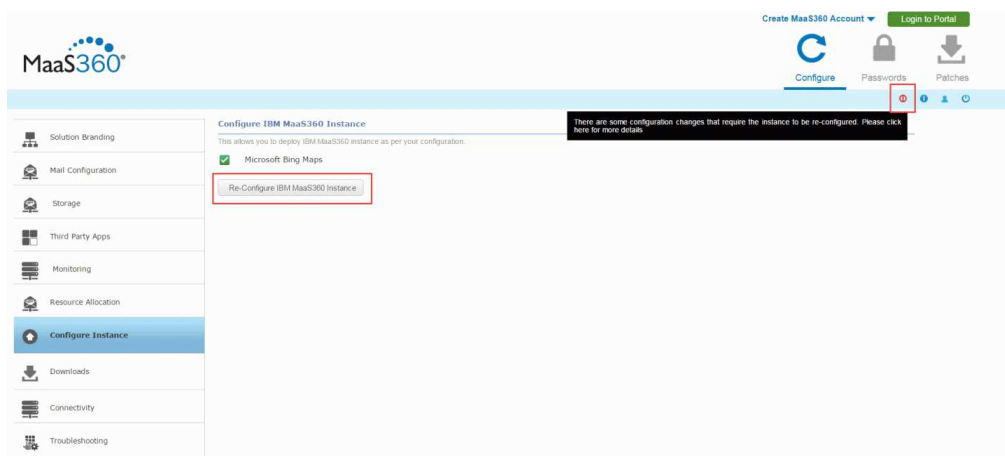 Create MaaS360 Account
Login to Portal
MaaS360®
Configure
Passwords
Patches
There are some configuration changes that require the instance to be re-configured. Please click
here for more details
Solution Branding
Mail Configuration
Storage
Third Party Apps
Monitoring
Resource Allocation
Configure Instance
Downloads
Connectivity
Troubleshooting
Configure IBM MaaS360 Instance
This allows you to deploy IBM MaaS360 instance as per your configuration.
Microsoft Bing Maps
Re-Configure IBM MaaS360 Instance